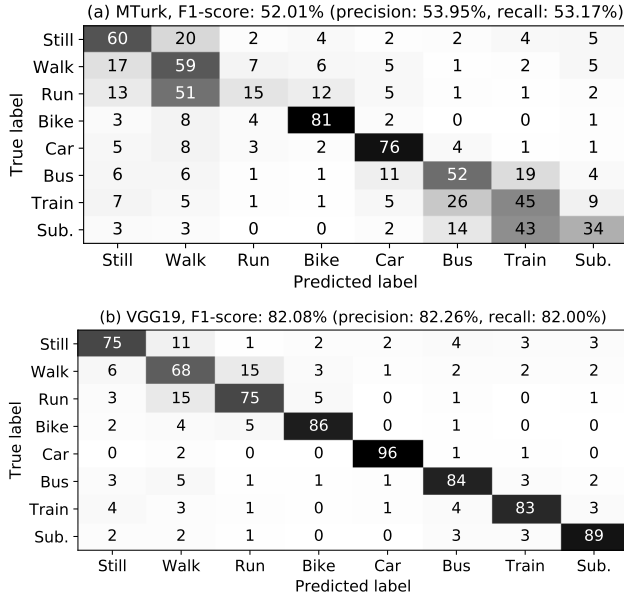 (a) MTurk, F1-score: 52.01% (precision: 53.95%, recall: 53.17%)
True label
Still 60 20 2 4 2 2 4 5
Walk 17 59 7 6 5 1 2 5
Run 13 51 15 12 5 1 1 2
Bike 3 8 4 81 2 0 0 1
Car 5 8 3 2 76 4 1 1
Bus 6 6 1 1 11 52 19 4
Train 7 5 1 1 5 26 45 9
Sub. 3 3 0 0 2 14 43 34
Still Walk Run Bike Car Bus Train Sub.
Predicted label
(b) VGG19, F1-score: 82.08% (precision: 82.26%, recall: 82.00%)
True label
Still 75 11 1 2 2 4 3 3
Walk 6 68 15 3 1 2 2 2
Run 3 15 75 5 0 1 0 1
Bike 2 4 5 86 0 1 0 0
Car 0 2 0 0 96 1 1 0
Bus 3 5 1 1 1 84 3 2
Train 4 3 1 0 1 4 83 3
Sub. 2 2 1 0 0 3 3 89
Still Walk Run Bike Car Bus Train Sub.
Predicted label